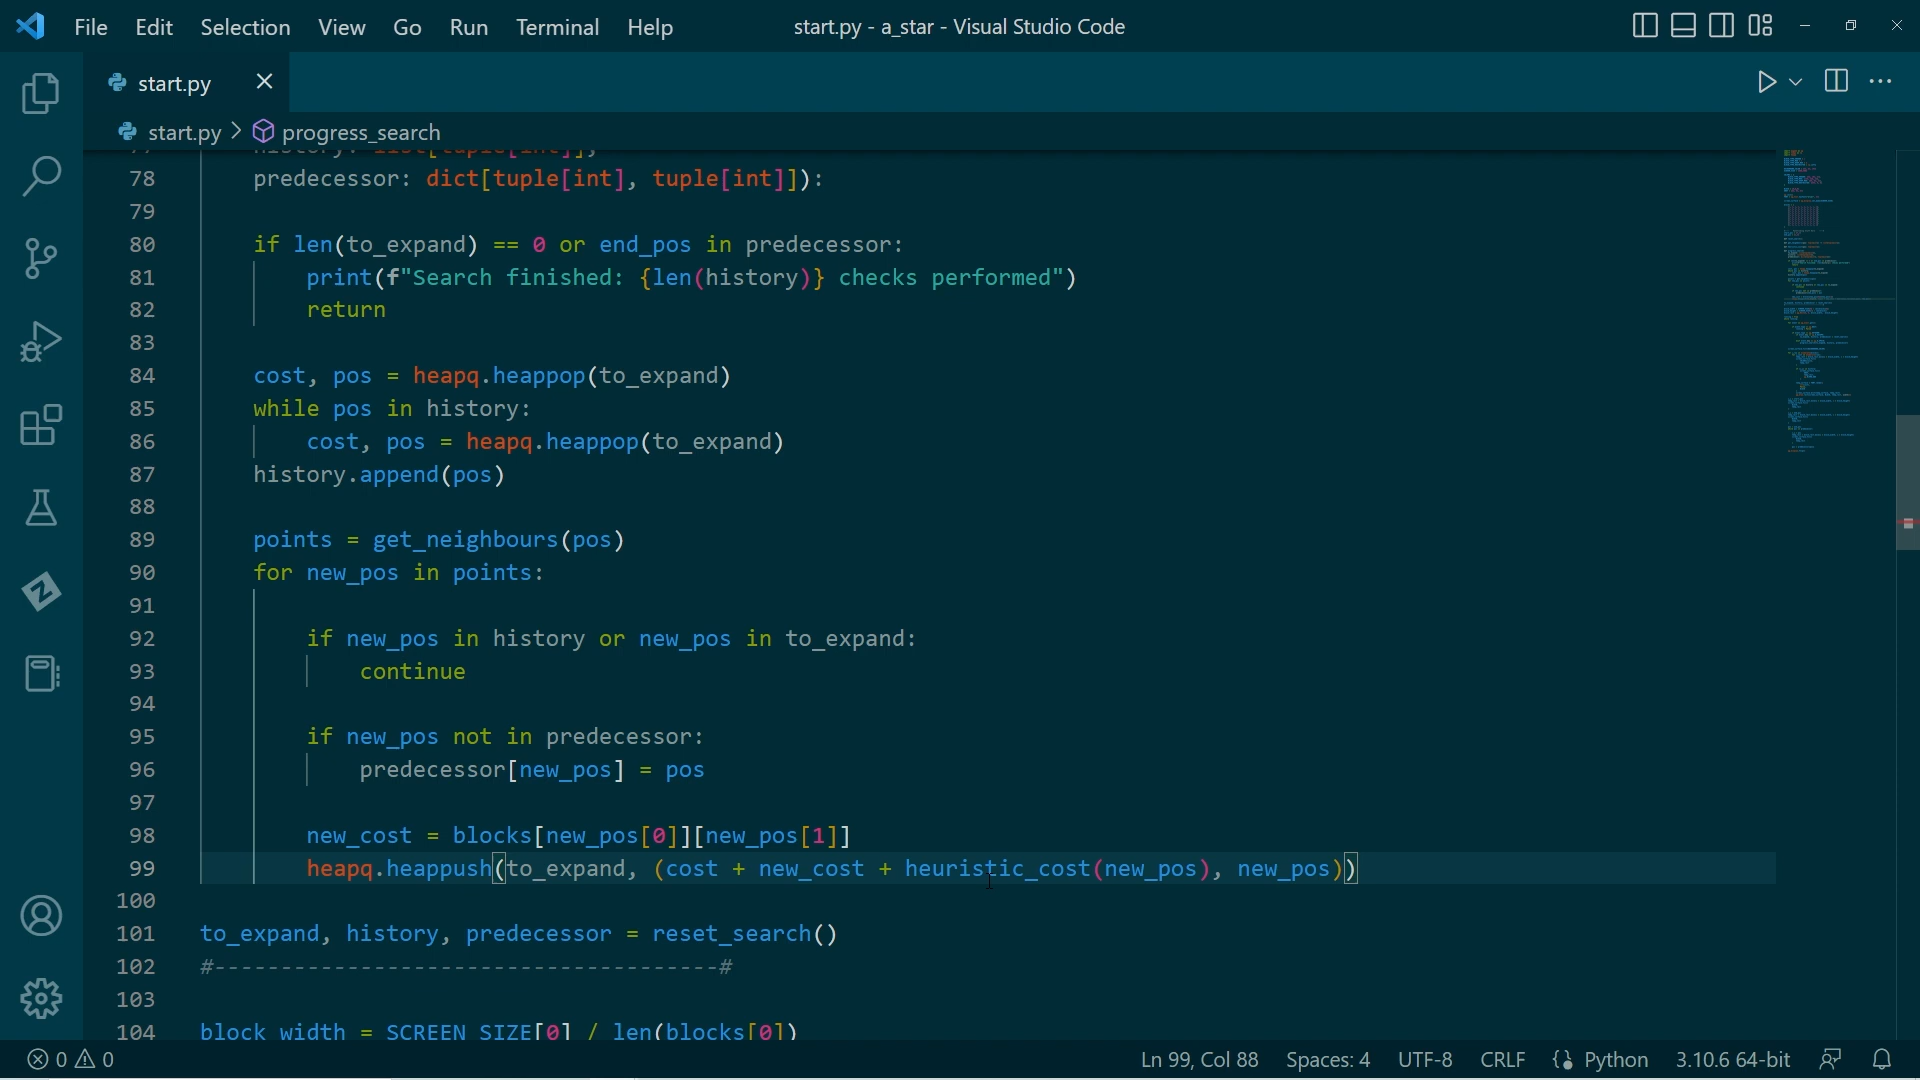 File Edit Selection View Go Run Terminal Help start.py - a_star - Visual Studio Code
start.py
start.py > progress_search
history: list[tuple[int]],
78 predecessor: dict[tuple[int], tuple[int]]):
79
80 if len(to_expand) == 0 or end_pos in predecessor:
81 print(f"Search finished: {len(history)} checks performed")
82 return
83
84 cost, pos = heapq.heappop(to_expand)
85 while pos in history:
86 cost, pos = heapq.heappop(to_expand)
87 history.append(pos)
88
89 points = get_neighbours(pos)
90 for new_pos in points:
91
92 if new_pos in history or new_pos in to_expand:
93 continue
94
95 if new_pos not in predecessor:
96 predecessor[new_pos] = pos
97
98 new_cost = blocks[new_pos[0]][new_pos[1]]
99 heapq.heappush(to_expand, (cost + new_cost + heuristic_cost(new_pos), new_pos))
100
101 to_expand, history, predecessor = reset_search()
102 #--------------------------------------#
103
104 block_width = SCREEN_SIZE[0] / len(blocks[0])
0 0 Ln 99, Col 88 Spaces: 4 UTF-8 CRLF Python 3.10.6 64-bit